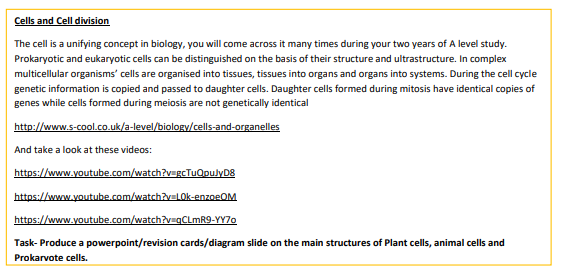 Cells and Cell division
The cell is a unifying concept in biology, you will come across it many times during your two years of A level study.
Prokaryotic and eukaryotic cells can be distinguished on the basis of their structure and ultrastructure. In complex
multicellular organisms' cells are organised into tissues, tissues into organs and organs into systems. During the cell cycle
genetic information is copied and passed to daughter cells. Daughter cells formed during mitosis have identical copies of
genes while cells formed during meiosis are not genetically identical
http://www.s-cool.co.uk/a-level/biology/cells-and-organelles
And take a look at these videos:
https://www.youtube.com/watch?v=gcTuQpuJyD8
https://www.youtube.com/watch?v=L0k-enzoeOM
https://www.youtube.com/watch?v=qCLmR9-YY7o
Task- Produce a powerpoint/revision cards/diagram slide on the main structures of Plant cells, animal cells and
Prokaryote cells.